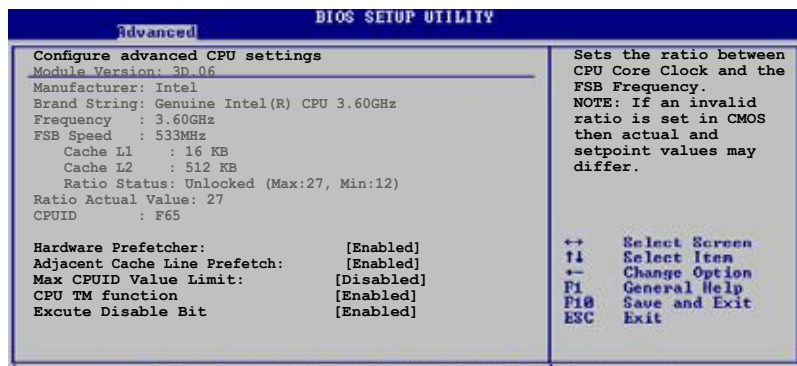 BIOS SETUP UTILITY
Advanced
Configure advanced CPU settings
Module Version: 3D.06
Manufacturer: Intel
Brand String: Genuine Intel(R) CPU 3.60GHz
Frequency : 3.60GHz
FSB Speed : 533MHz
Cache L1 : 16 KB
Cache L2 : 512 KB
Ratio Status: Unlocked (Max:27, Min:12)
Ratio Actual Value: 27
CPUID : F65
Hardware Prefetcher: [Enabled]
Adjacent Cache Line Prefetch: [Enabled]
Max CPUID Value Limit: [Disabled]
CPU TM function [Enabled]
Excute Disable Bit [Enabled]
Sets the ratio between
CPU Core Clock and the
FSB Frequency.
NOTE: If an invalid
ratio is set in CMOS
then actual and
setpoint values may
differ.
↔ Select Screen
↑↓ Select Item
+- Change Option
F1 General Help
F10 Save and Exit
ESC Exit